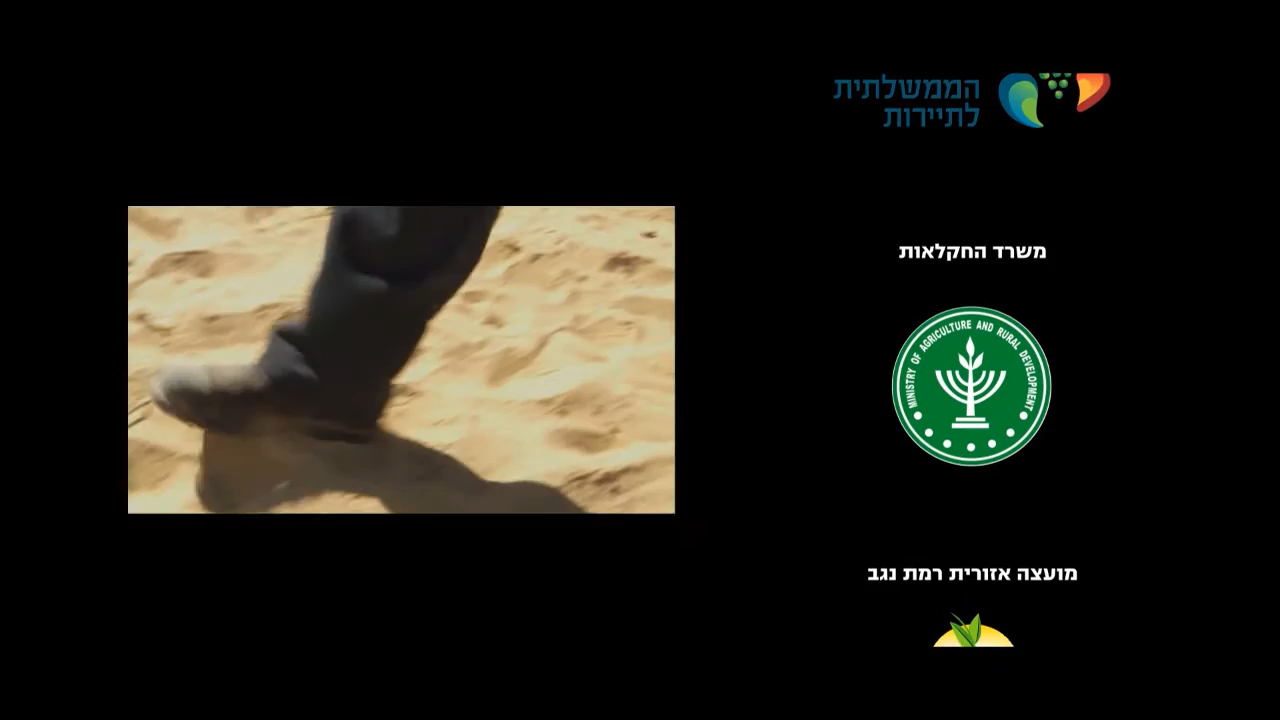 הממשלתית
לתיירות
משרד החקלאות
MINISTRY OF AGRICULTURE AND RURAL DEVELOPMENT
מועצה אזורית רמת נגב